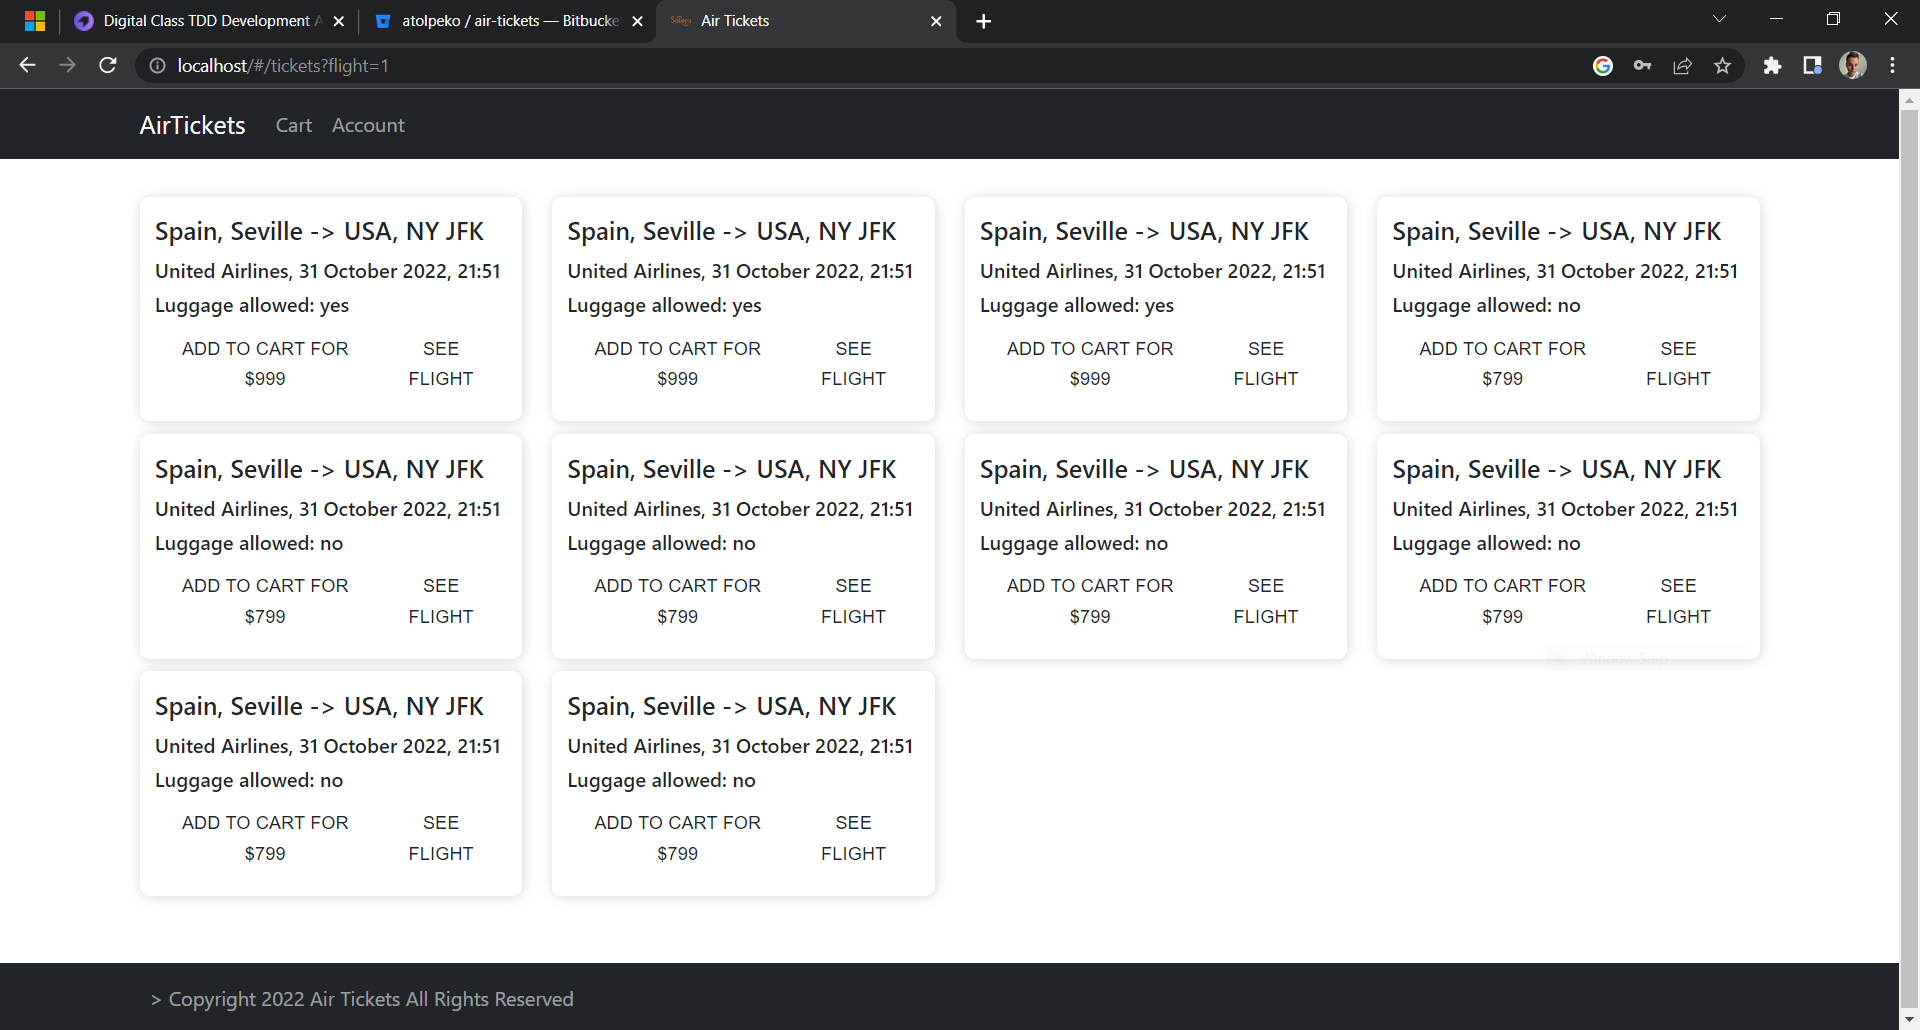 Digital Class TDD Development A
atolpeko / air-tickets — Bitbucke
Air Tickets
localhost/#/tickets?flight=1
AirTickets Cart Account
Spain, Seville -> USA, NY JFK
United Airlines, 31 October 2022, 21:51
Luggage allowed: yes
ADD TO CART FOR
$999
SEE
FLIGHT
Spain, Seville -> USA, NY JFK
United Airlines, 31 October 2022, 21:51
Luggage allowed: yes
ADD TO CART FOR
$999
SEE
FLIGHT
Spain, Seville -> USA, NY JFK
United Airlines, 31 October 2022, 21:51
Luggage allowed: yes
ADD TO CART FOR
$999
SEE
FLIGHT
Spain, Seville -> USA, NY JFK
United Airlines, 31 October 2022, 21:51
Luggage allowed: no
ADD TO CART FOR
$799
SEE
FLIGHT
Spain, Seville -> USA, NY JFK
United Airlines, 31 October 2022, 21:51
Luggage allowed: no
ADD TO CART FOR
$799
SEE
FLIGHT
Spain, Seville -> USA, NY JFK
United Airlines, 31 October 2022, 21:51
Luggage allowed: no
ADD TO CART FOR
$799
SEE
FLIGHT
Spain, Seville -> USA, NY JFK
United Airlines, 31 October 2022, 21:51
Luggage allowed: no
ADD TO CART FOR
$799
SEE
FLIGHT
Spain, Seville -> USA, NY JFK
United Airlines, 31 October 2022, 21:51
Luggage allowed: no
ADD TO CART FOR
$799
SEE
FLIGHT
Window Snip
Spain, Seville -> USA, NY JFK
United Airlines, 31 October 2022, 21:51
Luggage allowed: no
ADD TO CART FOR
$799
SEE
FLIGHT
Spain, Seville -> USA, NY JFK
United Airlines, 31 October 2022, 21:51
Luggage allowed: no
ADD TO CART FOR
$799
SEE
FLIGHT
> Copyright 2022 Air Tickets All Rights Reserved